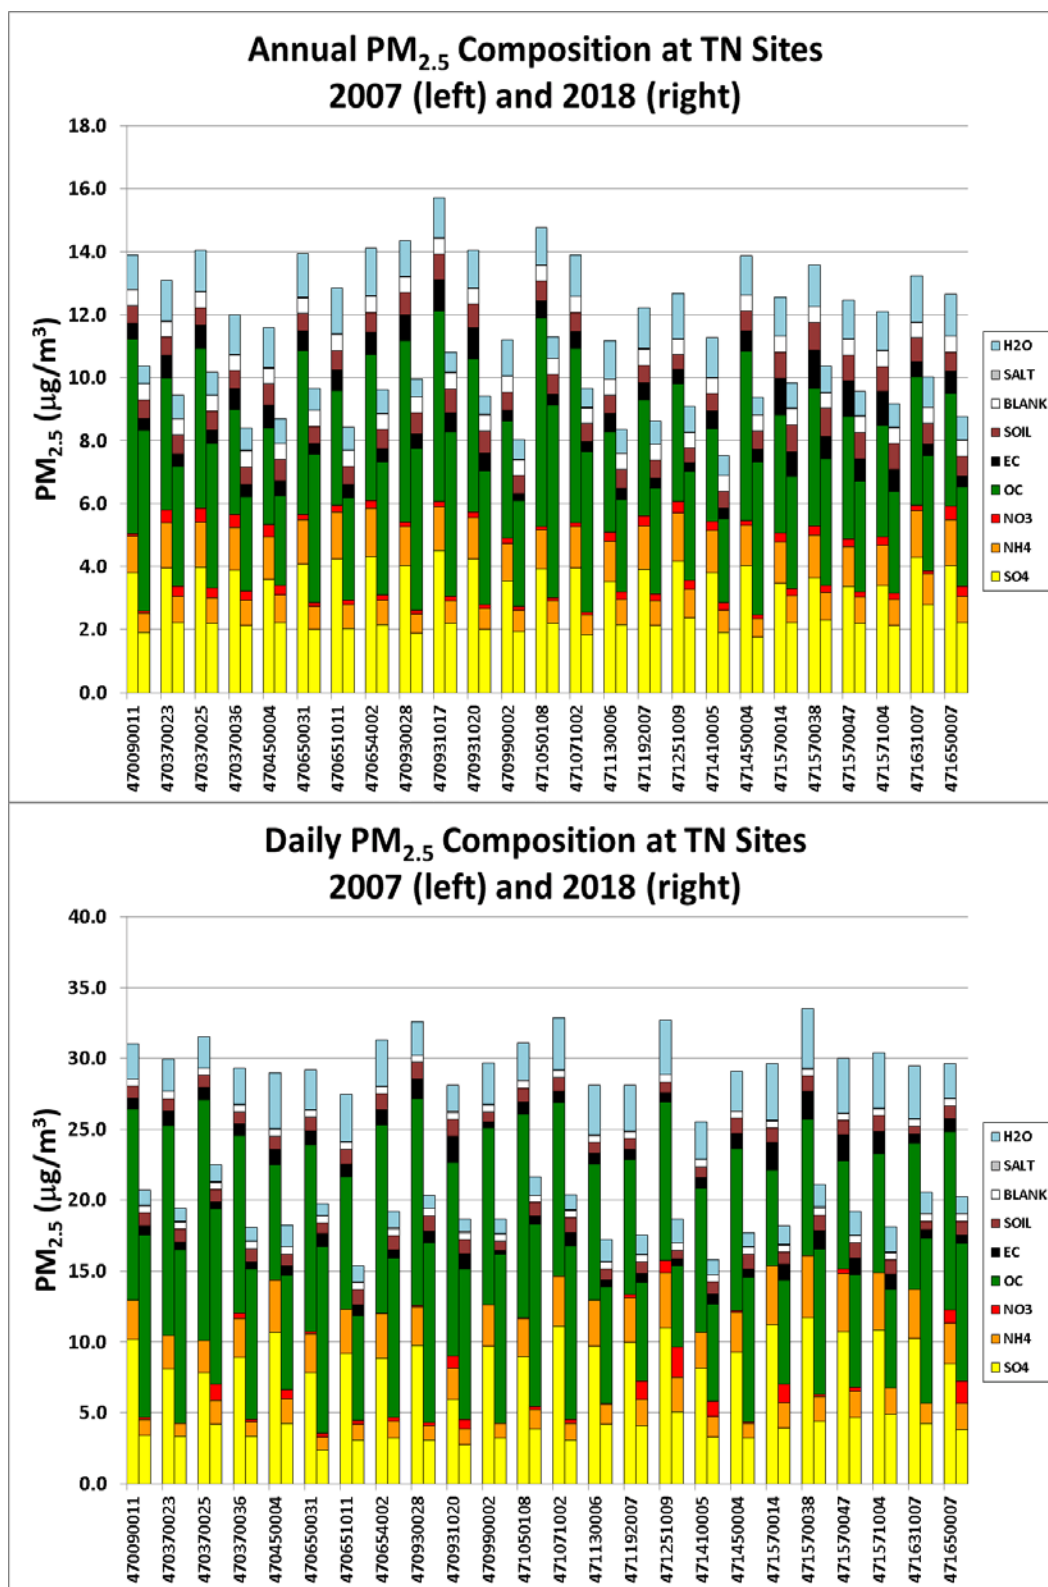 Annual PM2.5 Composition at TN Sites
2007 (left) and 2018 (right)
18.0
16.0
14.0
12.0
10.0
8.0
6.0
4.0
2.0
0.0
PM2.5 (µg/m3)
H2O
SALT
BLANK
SOIL
EC
OC
NO3
NH4
SO4
470090011
470370023
470370025
470370036
470450004
470650031
470651011
470654002
470930028
470931017
470931020
470990002
471050108
471071002
471130006
471192007
471251009
471410005
471450004
471570014
471570038
471570047
471571004
471631007
471650007
Daily PM2.5 Composition at TN Sites
2007 (left) and 2018 (right)
40.0
35.0
30.0
25.0
20.0
15.0
10.0
5.0
0.0
PM2.5 (µg/m3)
H2O
SALT
BLANK
SOIL
EC
OC
NO3
NH4
SO4
470090011
470370023
470370025
470370036
470450004
470650031
470651011
470654002
470930028
470931020
470990002
471050108
471071002
471130006
471192007
471251009
471410005
471450004
471570014
471570038
471570047
471571004
471631007
471650007